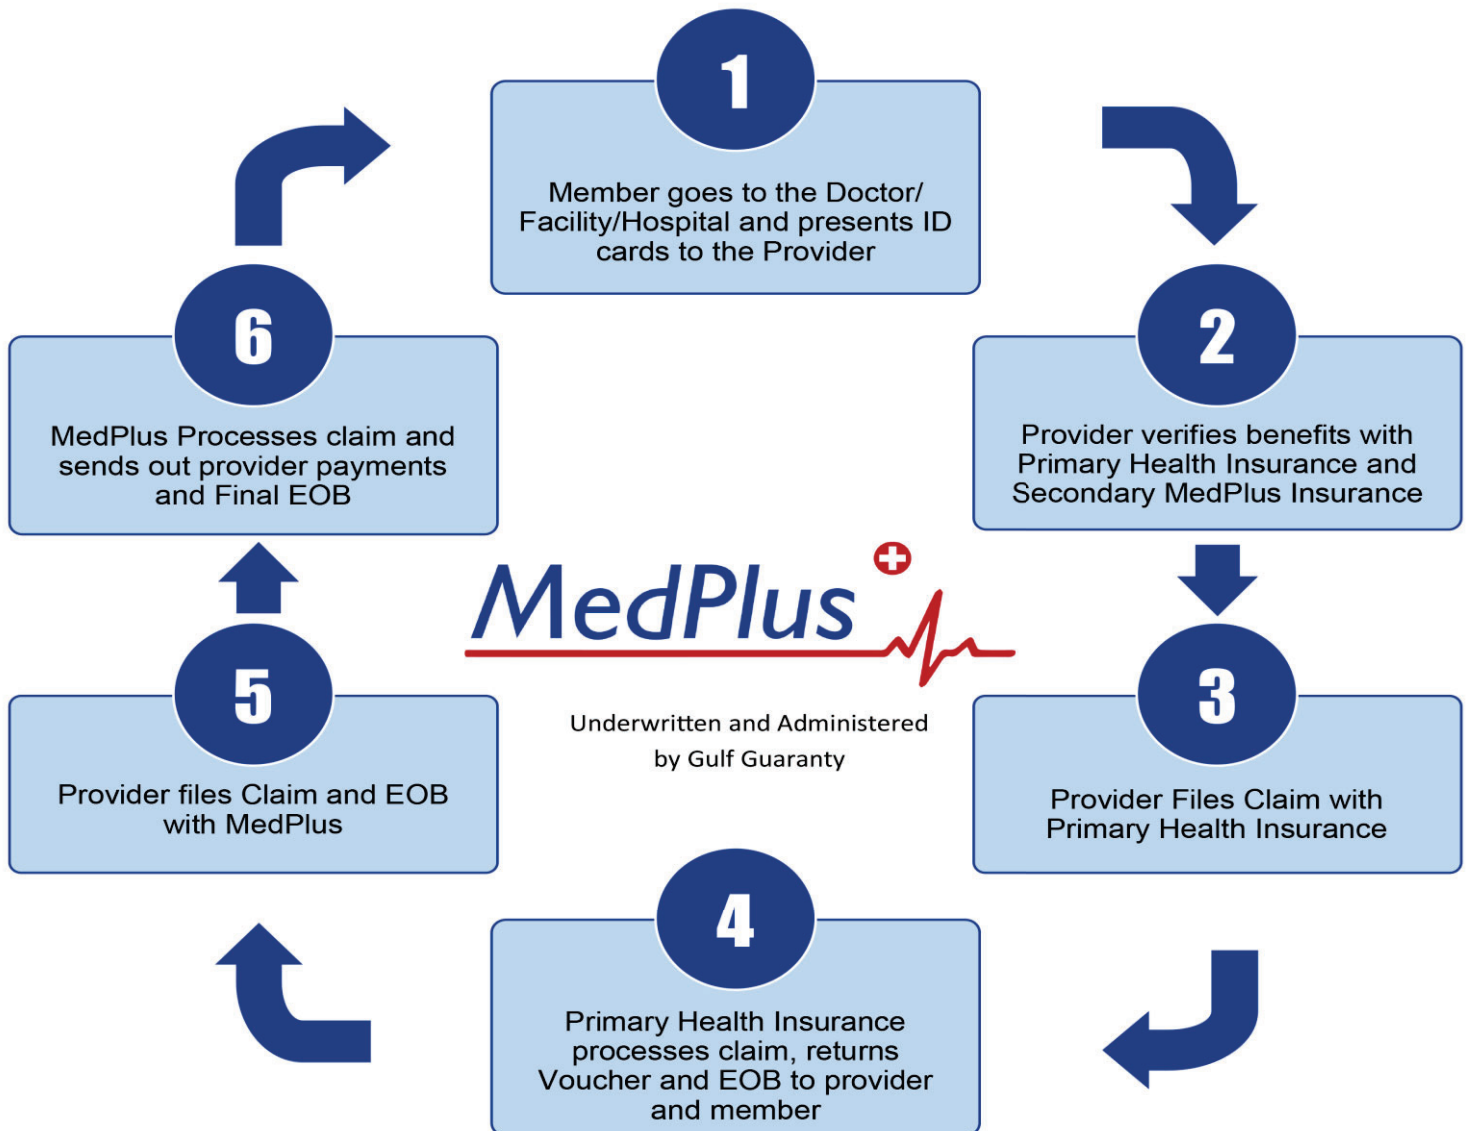 1
Member goes to the Doctor/
Facility/Hospital and presents ID
cards to the Provider
2
Provider verifies benefits with
Primary Health Insurance and
Secondary MedPlus Insurance
3
Provider Files Claim with
Primary Health Insurance
4
Primary Health Insurance
processes claim, returns
Voucher and EOB to provider
and member
5
Provider files Claim and EOB
with MedPlus
6
MedPlus Processes claim and
sends out provider payments
and Final EOB
MedPlus
Underwritten and Administered
by Gulf Guaranty